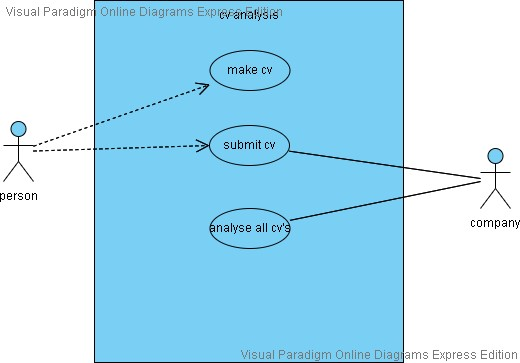 Visual Paradigm Online Diagrams Express Edition
cv analysis
make cv
submit cv
person
company
analyse all cv's
Visual Paradigm Online Diagrams Express Edition